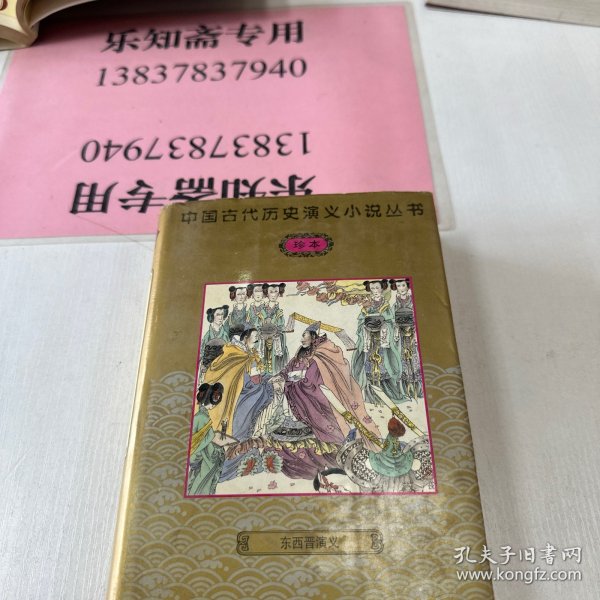 乐知斋专用
13837837940
13837837940
乐知斋专用
中国古代历史演义小说丛书
珍本
东西晋演义
孔夫子旧书网
www.kongfz.com